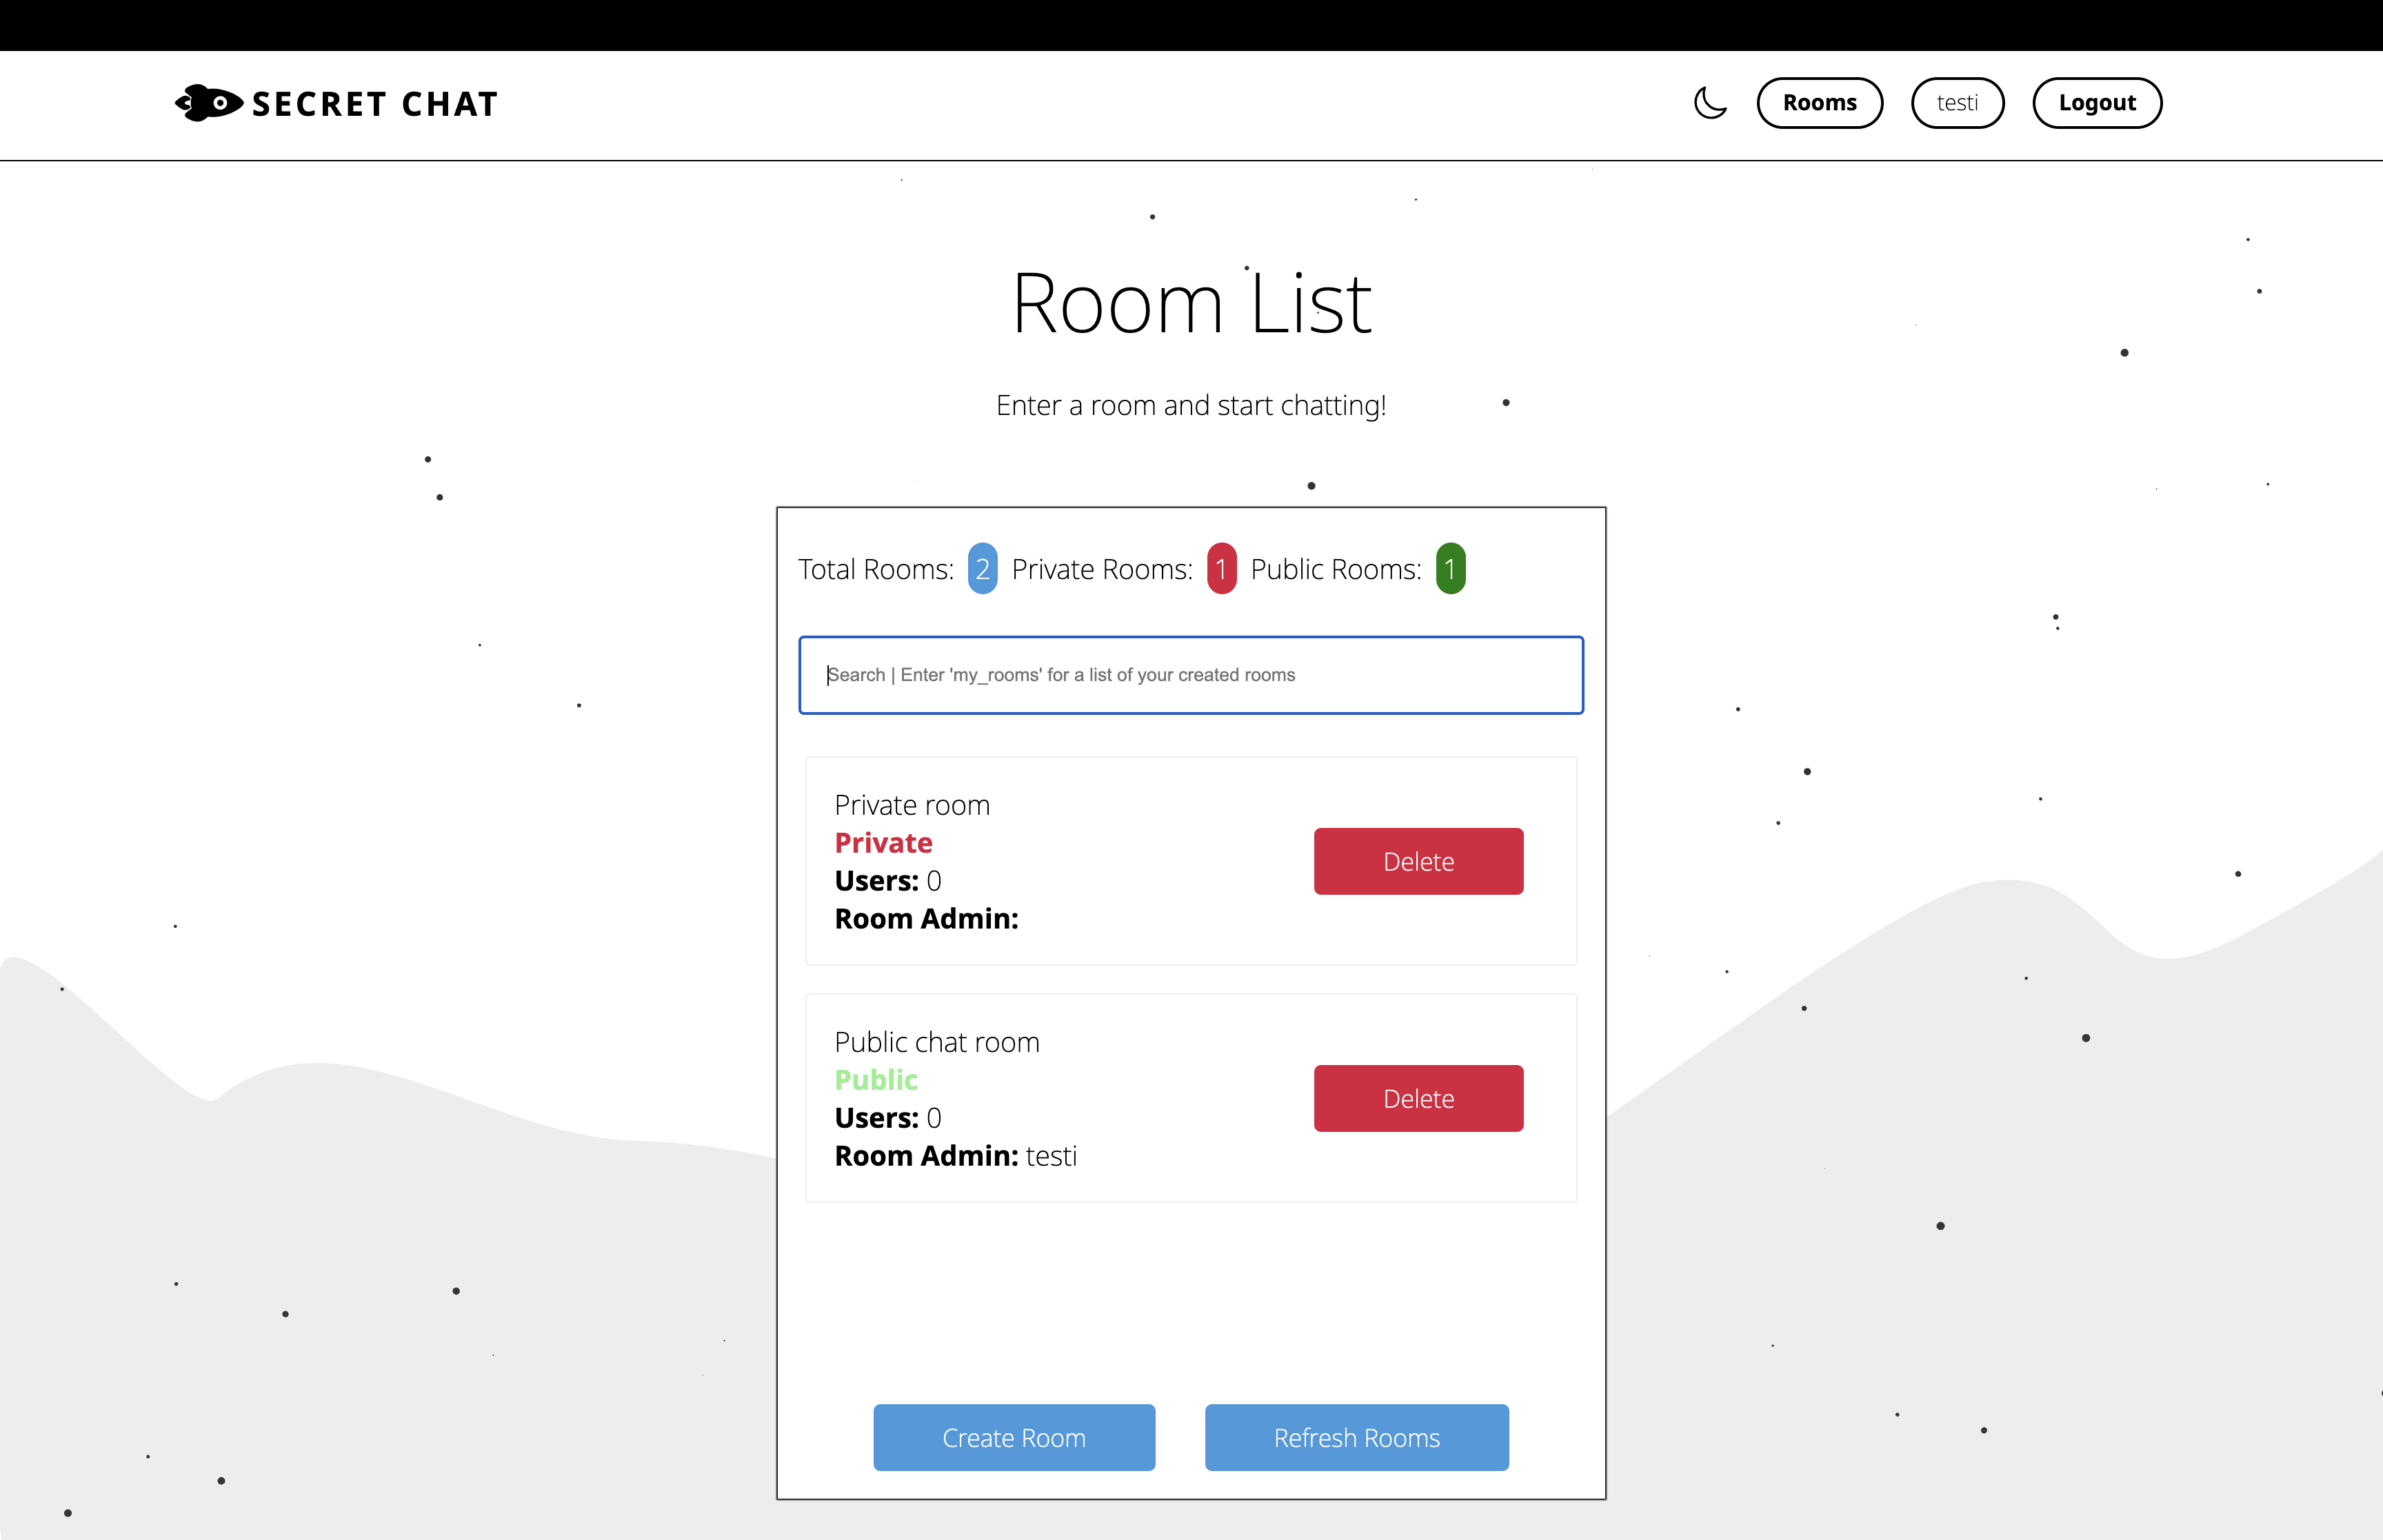 SECRET CHAT
Rooms
testi
Logout
Room List
Enter a room and start chatting!
Total Rooms: 2 Private Rooms: 1 Public Rooms: 1
Search | Enter 'my_rooms' for a list of your created rooms
Private room
Private
Users: 0
Room Admin:
Delete
Public chat room
Public
Users: 0
Room Admin: testi
Delete
Create Room
Refresh Rooms